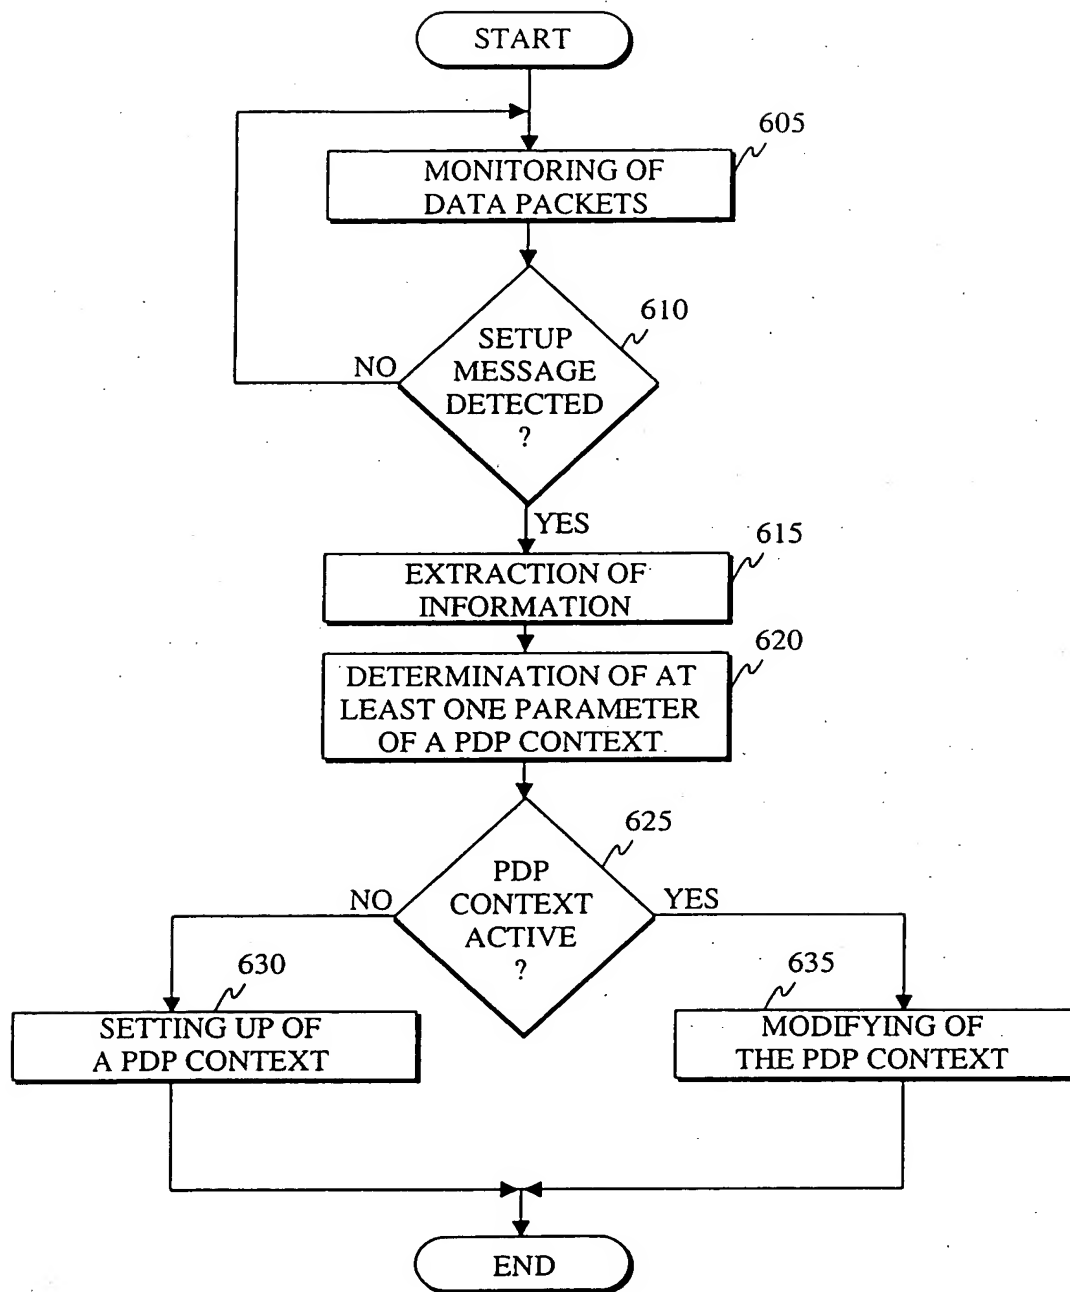 START
605
MONITORING OF
DATA PACKETS
610
SETUP
MESSAGE
DETECTED
?
NO
YES
615
EXTRACTION OF
INFORMATION
620
DETERMINATION OF AT
LEAST ONE PARAMETER
OF A PDP CONTEXT.
625
PDP
CONTEXT
ACTIVE
?
NO
YES
630
SETTING UP OF
A PDP CONTEXT
635
MODIFYING OF
THE PDP CONTEXT
END